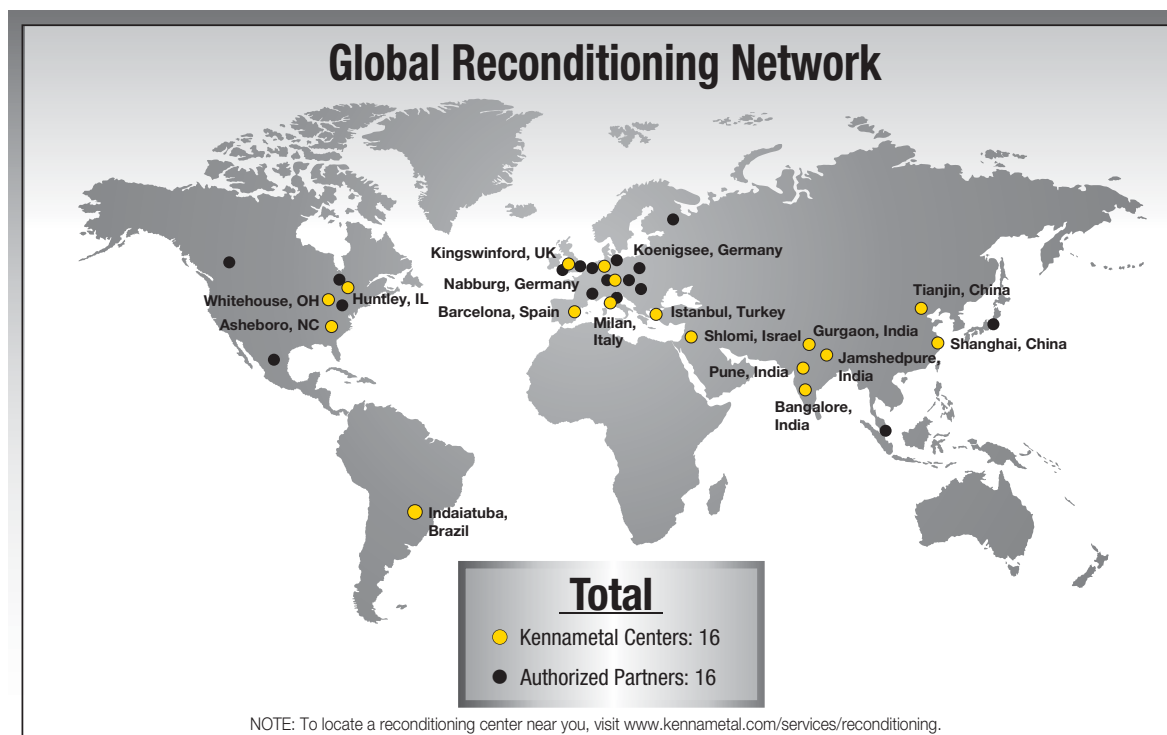 Global Reconditioning Network
Kingswinford, UK
Koenigsee, Germany
Nabburg, Germany
Whitehouse, OH
Huntley, IL
Barcelona, Spain
Asheboro, NC
Milan,
Italy
Istanbul, Turkey
Tianjin, China
Shlomi, Israel
Gurgaon, India
Shanghai, China
Jamshedpure,
India
Pune, India
Bangalore,
India
Indaiatuba,
Brazil
Total
Kennametal Centers: 16
Authorized Partners: 16
NOTE: To locate a reconditioning center near you, visit www.kennametal.com/services/reconditioning.